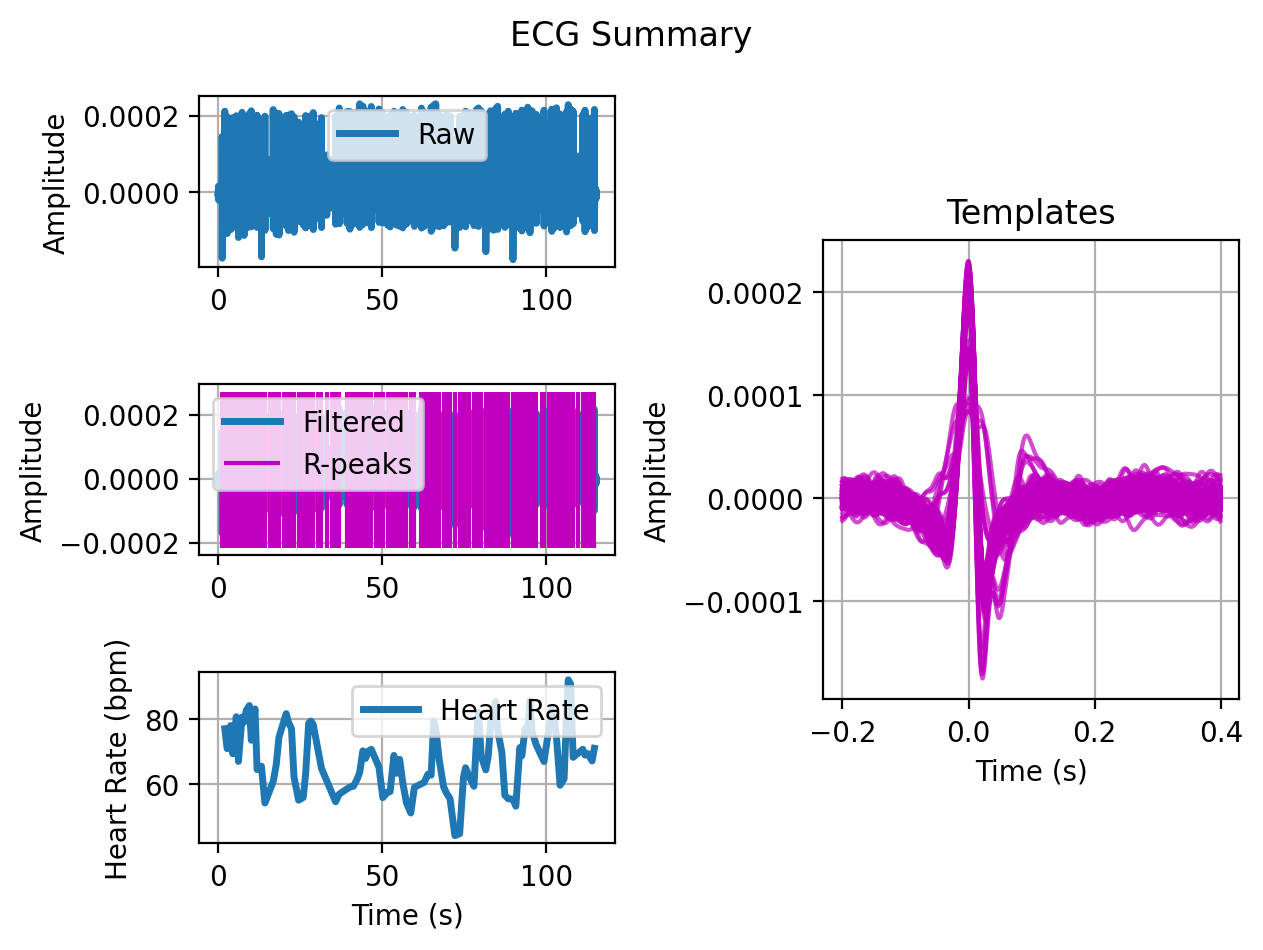 ECG Summary
Amplitude
0.0002
0.0000
Raw
0
50
100
Amplitude
0.0002
0.0000
−0.0002
Filtered
R-peaks
0
50
100
Heart Rate (bpm)
80
60
Heart Rate
0
50
100
Time (s)
Templates
Amplitude
0.0002
0.0001
0.0000
−0.0001
−0.2
0.0
0.2
0.4
Time (s)